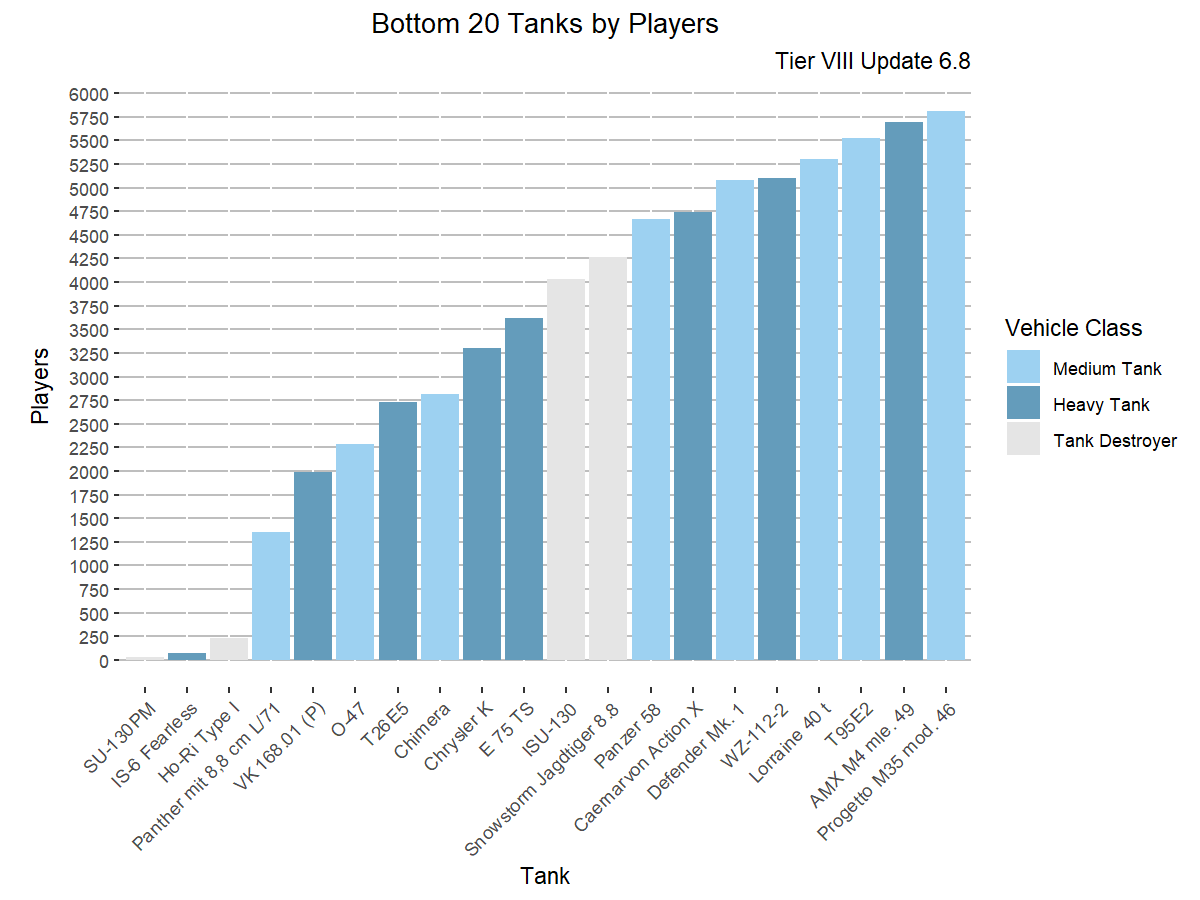 Bottom 20 Tanks by Players
Tier VIII Update 6.8
Players
6000
5750
5500
5250
5000
4750
4500
4250
4000
3750
3500
3250
3000
2750
2500
2250
2000
1750
1500
1250
1000
750
500
250
0
SU-130PM
IS-6 Fearless
Ho-Ri Type I
Panther mit 8,8 cm L/71
VK 168.01 (P)
O-47
T26E5
Chimera
Chrysler K
E 75 TS
ISU-130
Snowstorm Jagdtiger 8.8
Panzer 58
Caernarvon Action X
Defender Mk. 1
WZ-112-2
Lorraine 40 t
T95E2
AMX M4 mle. 49
Progetto M35 mod. 46
Tank
Vehicle Class
Medium Tank
Heavy Tank
Tank Destroyer